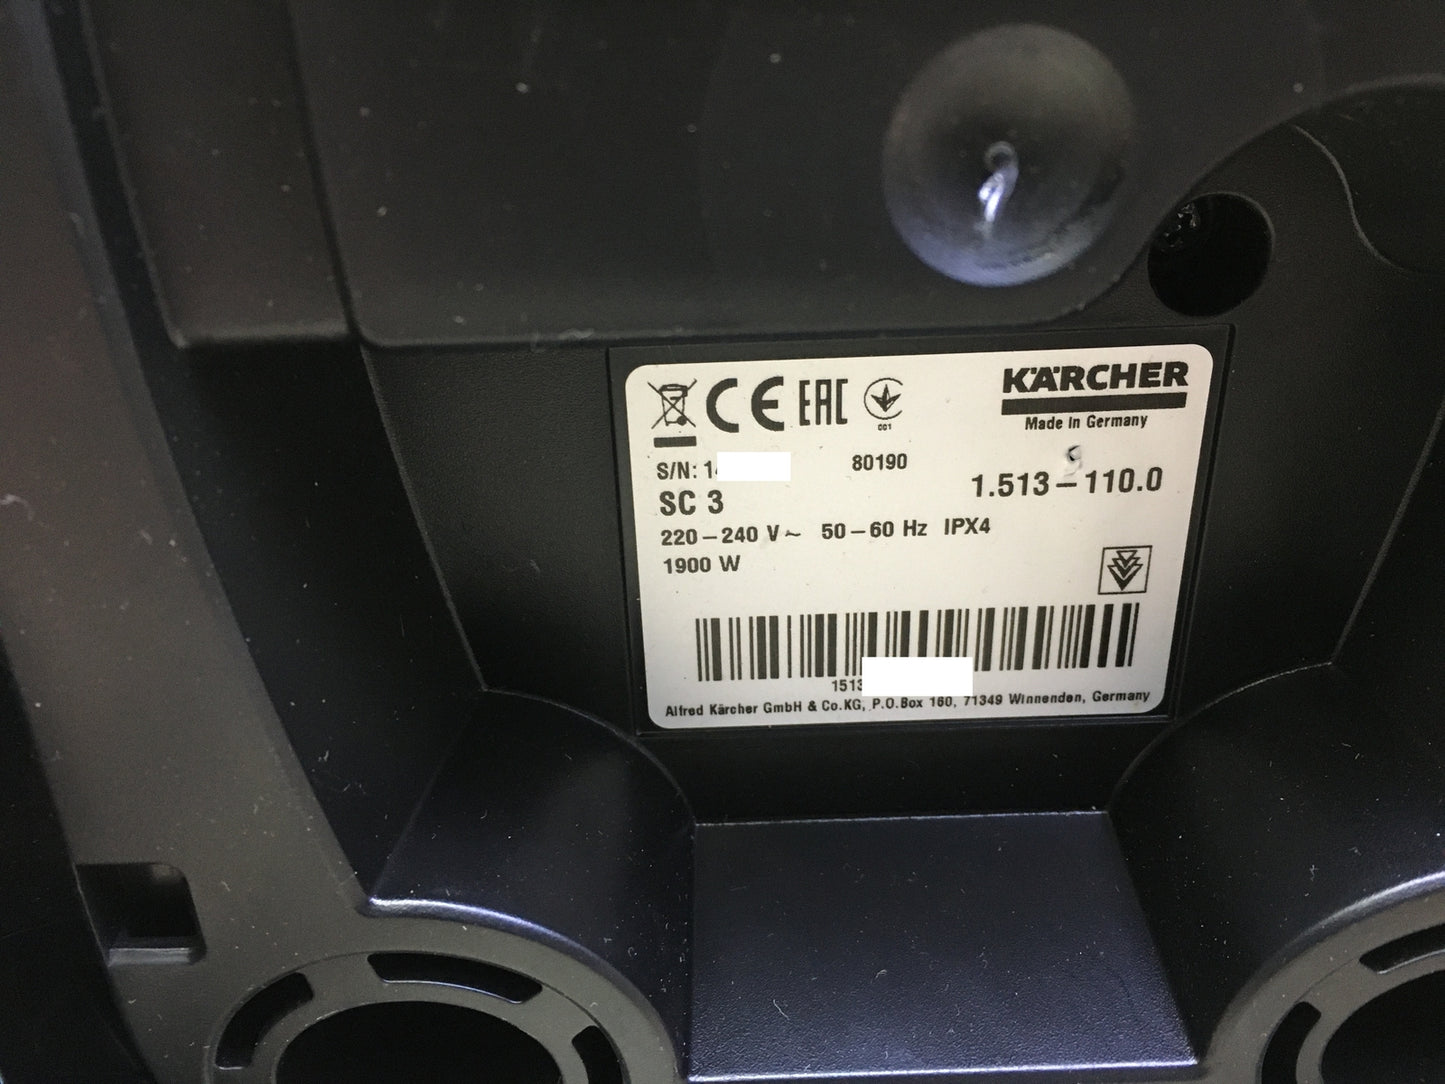 CE EAC
001
KÄRCHER
Made in Germany
S/N: 1 80190
SC 3
1.513–110.0
220–240 V~ 50–60 Hz IPX4
1900 W
1513
Alfred Kärcher GmbH & Co.KG, P.O.Box 160, 71349 Winnenden, Germany